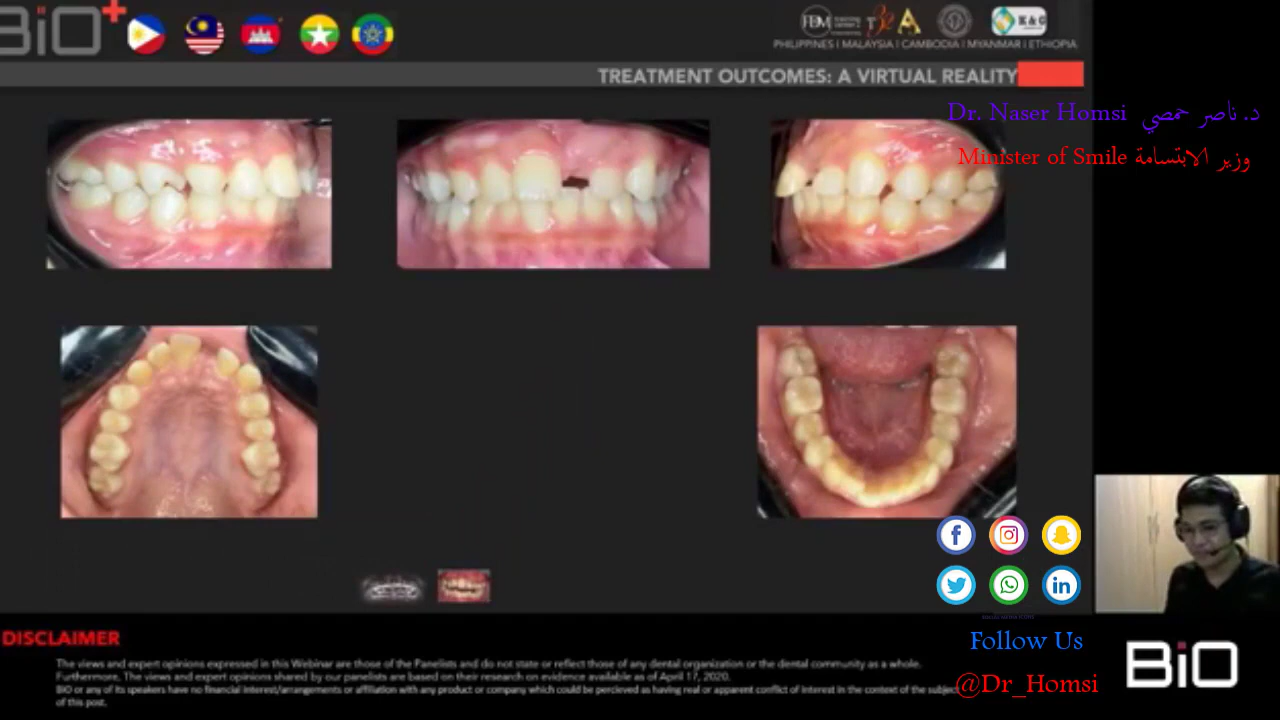 BiO+
FDM
K&G
PHILIPPINES | MALAYSIA | CAMBODIA | MYANMAR | ETHIOPIA
TREATMENT OUTCOMES: A VIRTUAL REALITY
Dr. Naser Homsi د. ناصر حمصي
Minister of Smile وزير الابتسامة
Follow Us
@Dr_Homsi
BiO
DISCLAIMER
The views and expert opinions expressed in this Webinar are those of the Panelists and do not state or reflect those of any dental organization or the dental community as a whole.
Furthermore, The views and expert opinions shared by our panelists are based on their research on evidence available as of April 17, 2020.
BiO or any of its speakers have no financial interest/arrangements or affiliation with any product or company which could be percieved as having real or apparent conflict of interest in the context of the subject
of this post.